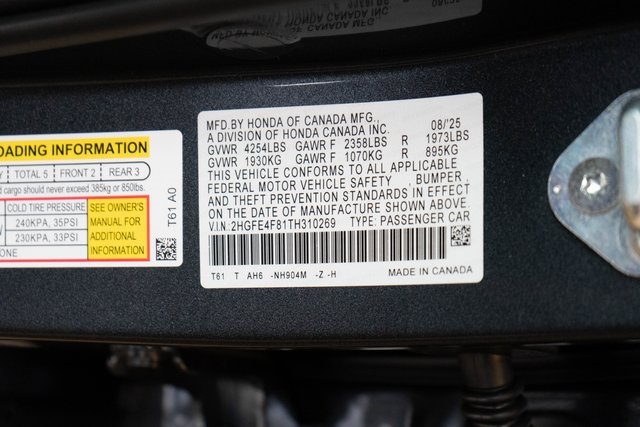 MFD.BY HONDA OF CANADA MFG.,
A DIVISION OF HONDA CANADA INC. 08/'25
GVWR 4254LBS GAWR F 2358LBS R 1973LBS
GVWR 1930KG GAWR F 1070KG R 895KG
THIS VEHICLE CONFORMS TO ALL APPLICABLE
FEDERAL MOTOR VEHICLE SAFETY , BUMPER,
AND THEFT PREVENTION STANDARDS IN EFFECT
ON THE DATE OF MANUFACTURE SHOWN ABOVE.
V.I.N. 2HGFE4F81TH310269 TYPE: PASSENGER CAR
T61 T AH6 -NH904M -Z -H
MADE IN CANADA
OADING INFORMATION
TOTAL 5 FRONT 2 REAR 3
cargo should never exceed 385kg or 850lbs.
COLD TIRE PRESSURE
240KPA, 35PSI
230KPA, 33PSI
ONE
SEE OWNER'S
MANUAL FOR
ADDITIONAL
INFORMATION
T61 A0